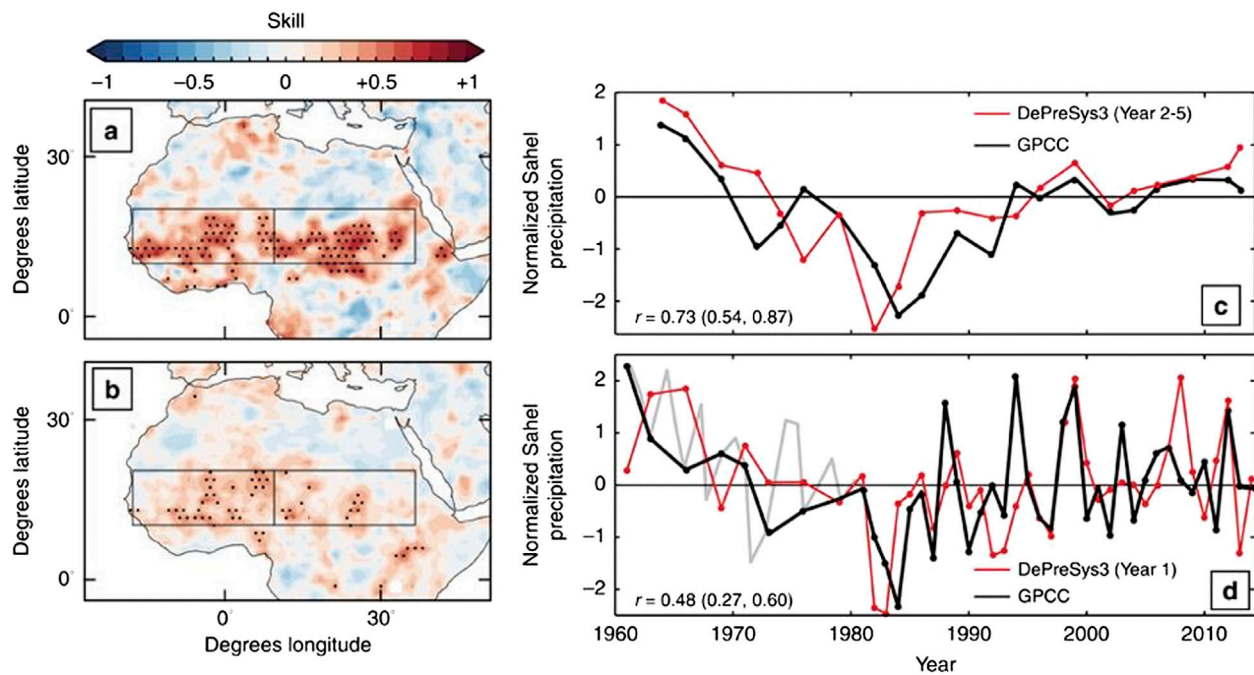 Skill
−1 −0.5 0 +0.5 +1
a
Degrees latitude
30°
0°
b
Degrees latitude
30°
0°
0° 30°
Degrees longitude
Normalized Sahel
precipitation
2
1
0
−1
−2
DePreSys3 (Year 2-5)
GPCC
r = 0.73 (0.54, 0.87)
c
Normalized Sahel
precipitation
2
1
0
−1
−2
DePreSys3 (Year 1)
GPCC
r = 0.48 (0.27, 0.60)
d
1960 1970 1980 1990 2000 2010
Year